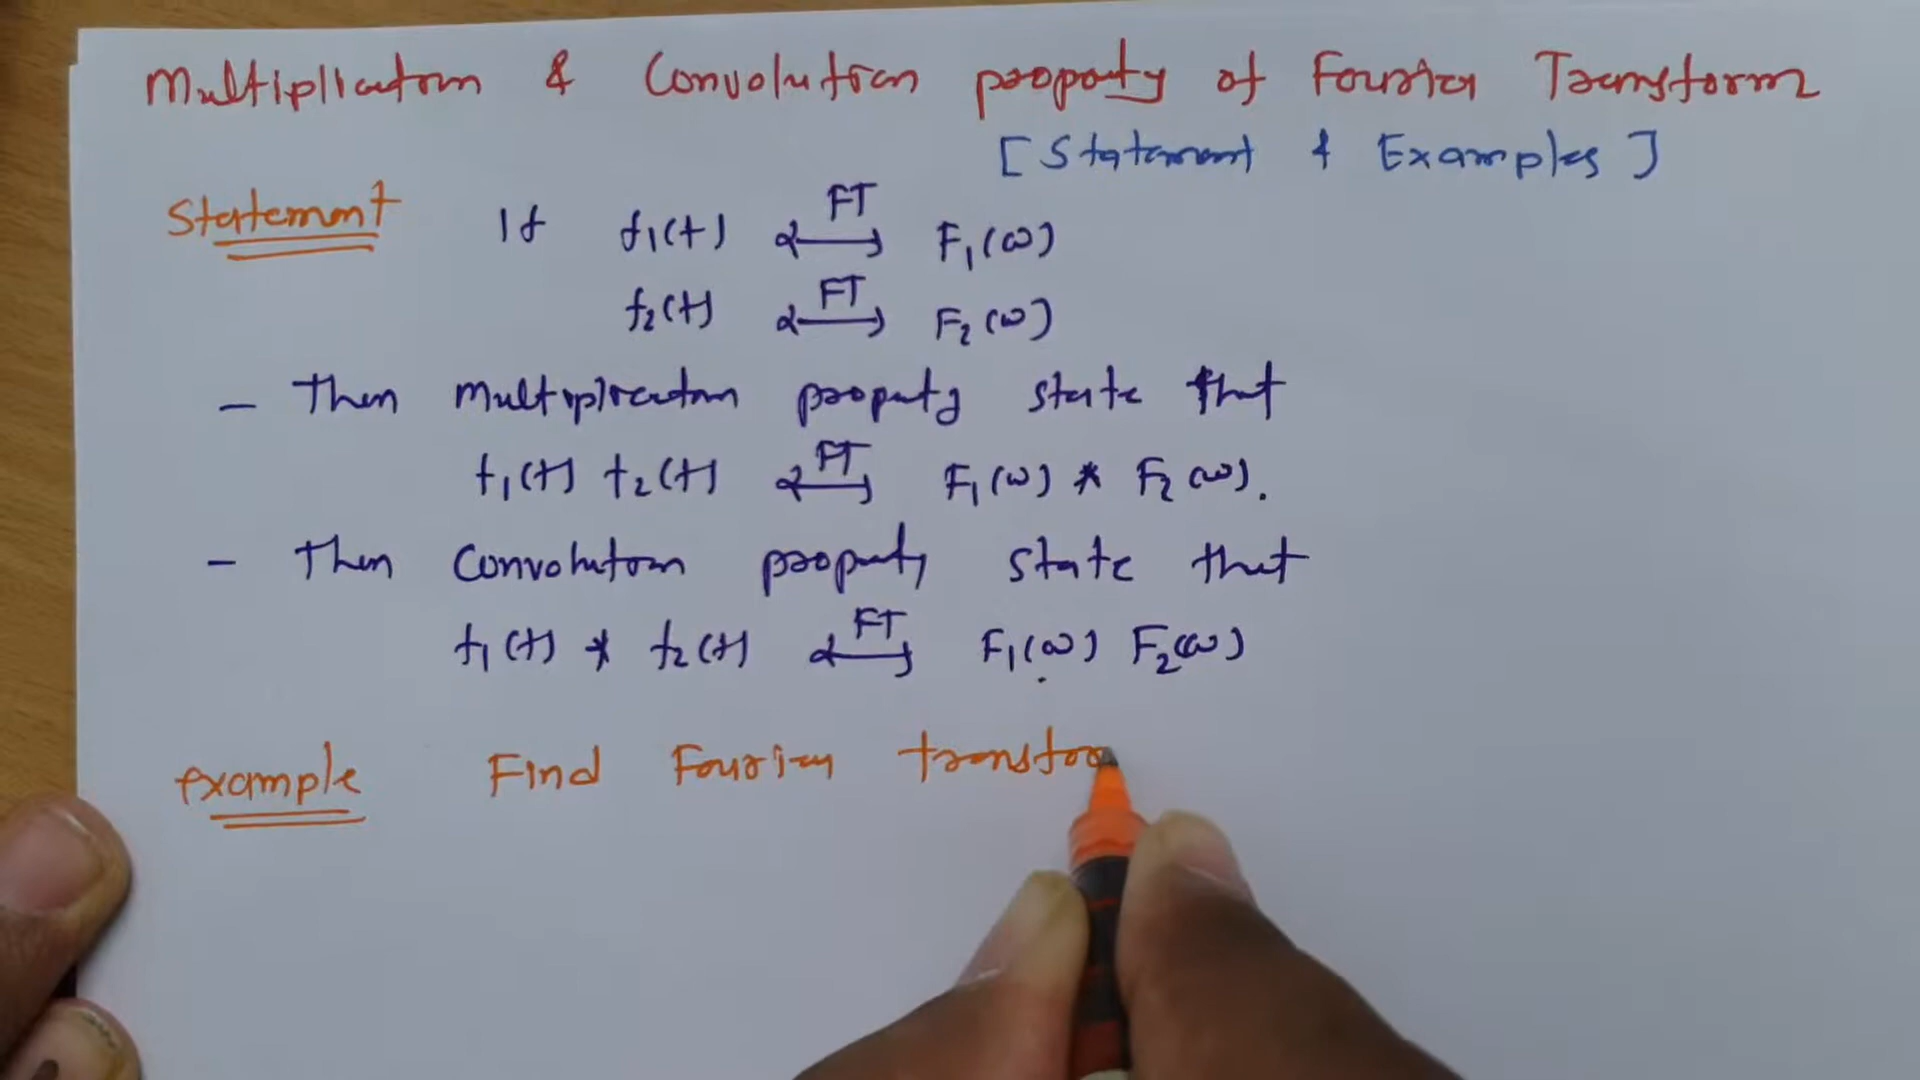 Multiplication & Convolution property of Fourier Transform
[Statement & Examples]
Statement If f₁(t) ⟷ FT F₁(ω)
f₂(t) ⟷ FT F₂(ω)
- Then Multiplication property state that
f₁(t) f₂(t) ⟷ FT F₁(ω) * F₂(ω).
- Then Convolution property state that
f₁(t) * f₂(t) ⟷ FT F₁(ω) F₂(ω)
example Find Fourier transfor